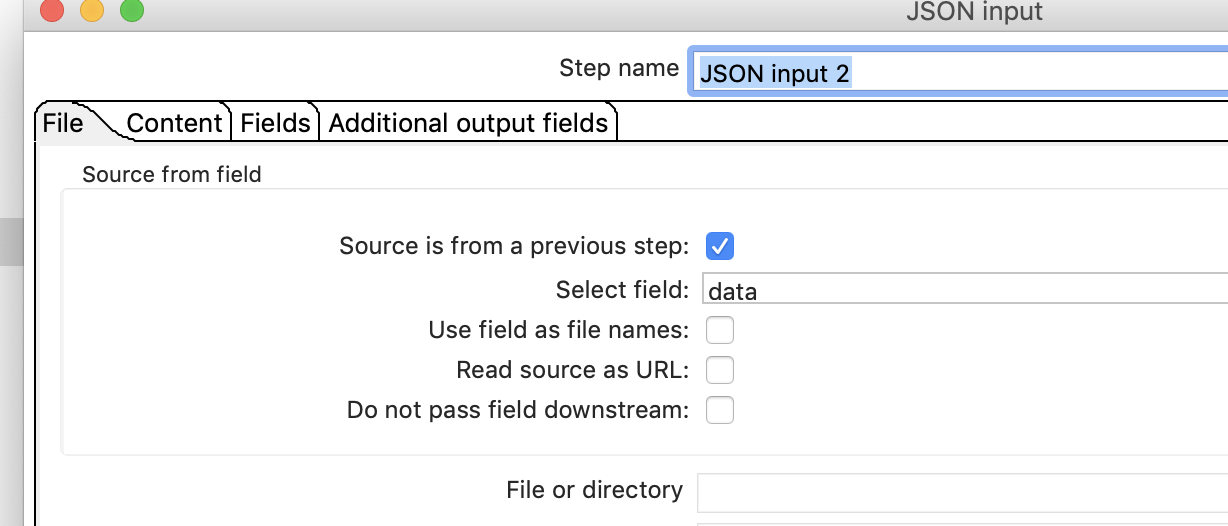 JSON input
Step name JSON input 2
File Content Fields Additional output fields
Source from field
Source is from a previous step:
Select field: data
Use field as file names:
Read source as URL:
Do not pass field downstream:
File or directory